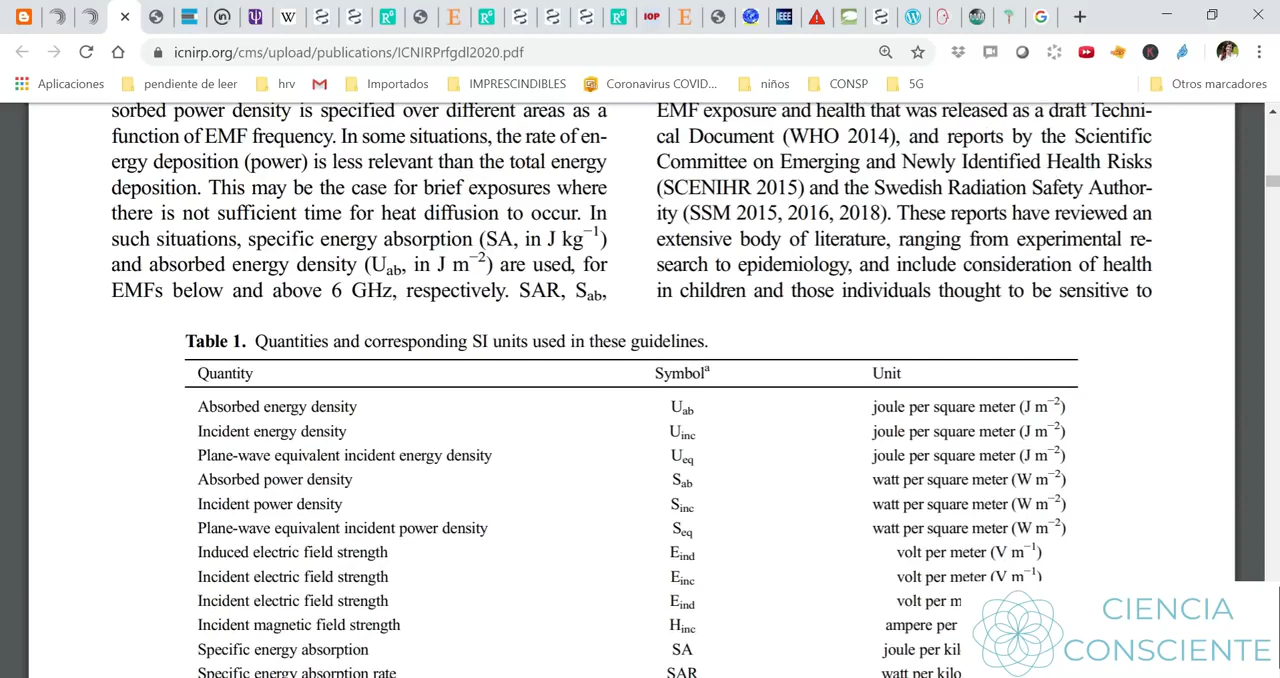 icnirp.org/cms/upload/publications/ICNIRPrfgdl2020.pdf
Aplicaciones
pendiente de leer
hrv
Importados
IMPRESCINDIBLES
Coronavirus COVID...
niños
CONSP
5G
Otros marcadores
sorbed power density is specified over different areas as a
function of EMF frequency. In some situations, the rate of en-
ergy deposition (power) is less relevant than the total energy
deposition. This may be the case for brief exposures where
there is not sufficient time for heat diffusion to occur. In
such situations, specific energy absorption (SA, in J kg−1)
and absorbed energy density (Uab, in J m−2) are used, for
EMFs below and above 6 GHz, respectively. SAR, Sab,
EMF exposure and health that was released as a draft Techni-
cal Document (WHO 2014), and reports by the Scientific
Committee on Emerging and Newly Identified Health Risks
(SCENIHR 2015) and the Swedish Radiation Safety Author-
ity (SSM 2015, 2016, 2018). These reports have reviewed an
extensive body of literature, ranging from experimental re-
search to epidemiology, and include consideration of health
in children and those individuals thought to be sensitive to
Table 1. Quantities and corresponding SI units used in these guidelines.
Quantity Symbola Unit
Absorbed energy density Uab joule per square meter (J m−2)
Incident energy density Uinc joule per square meter (J m−2)
Plane-wave equivalent incident energy density Ueq joule per square meter (J m−2)
Absorbed power density Sab watt per square meter (W m−2)
Incident power density Sinc watt per square meter (W m−2)
Plane-wave equivalent incident power density Seq watt per square meter (W m−2)
Induced electric field strength Eind volt per meter (V m−1)
Incident electric field strength Einc volt per meter (V m−1)
Incident electric field strength Eind volt per m
Incident magnetic field strength Hinc ampere per
Specific energy absorption SA joule per kil
Specific energy absorption rate SAR watt per kilo
CIENCIA
CONSCIENTE